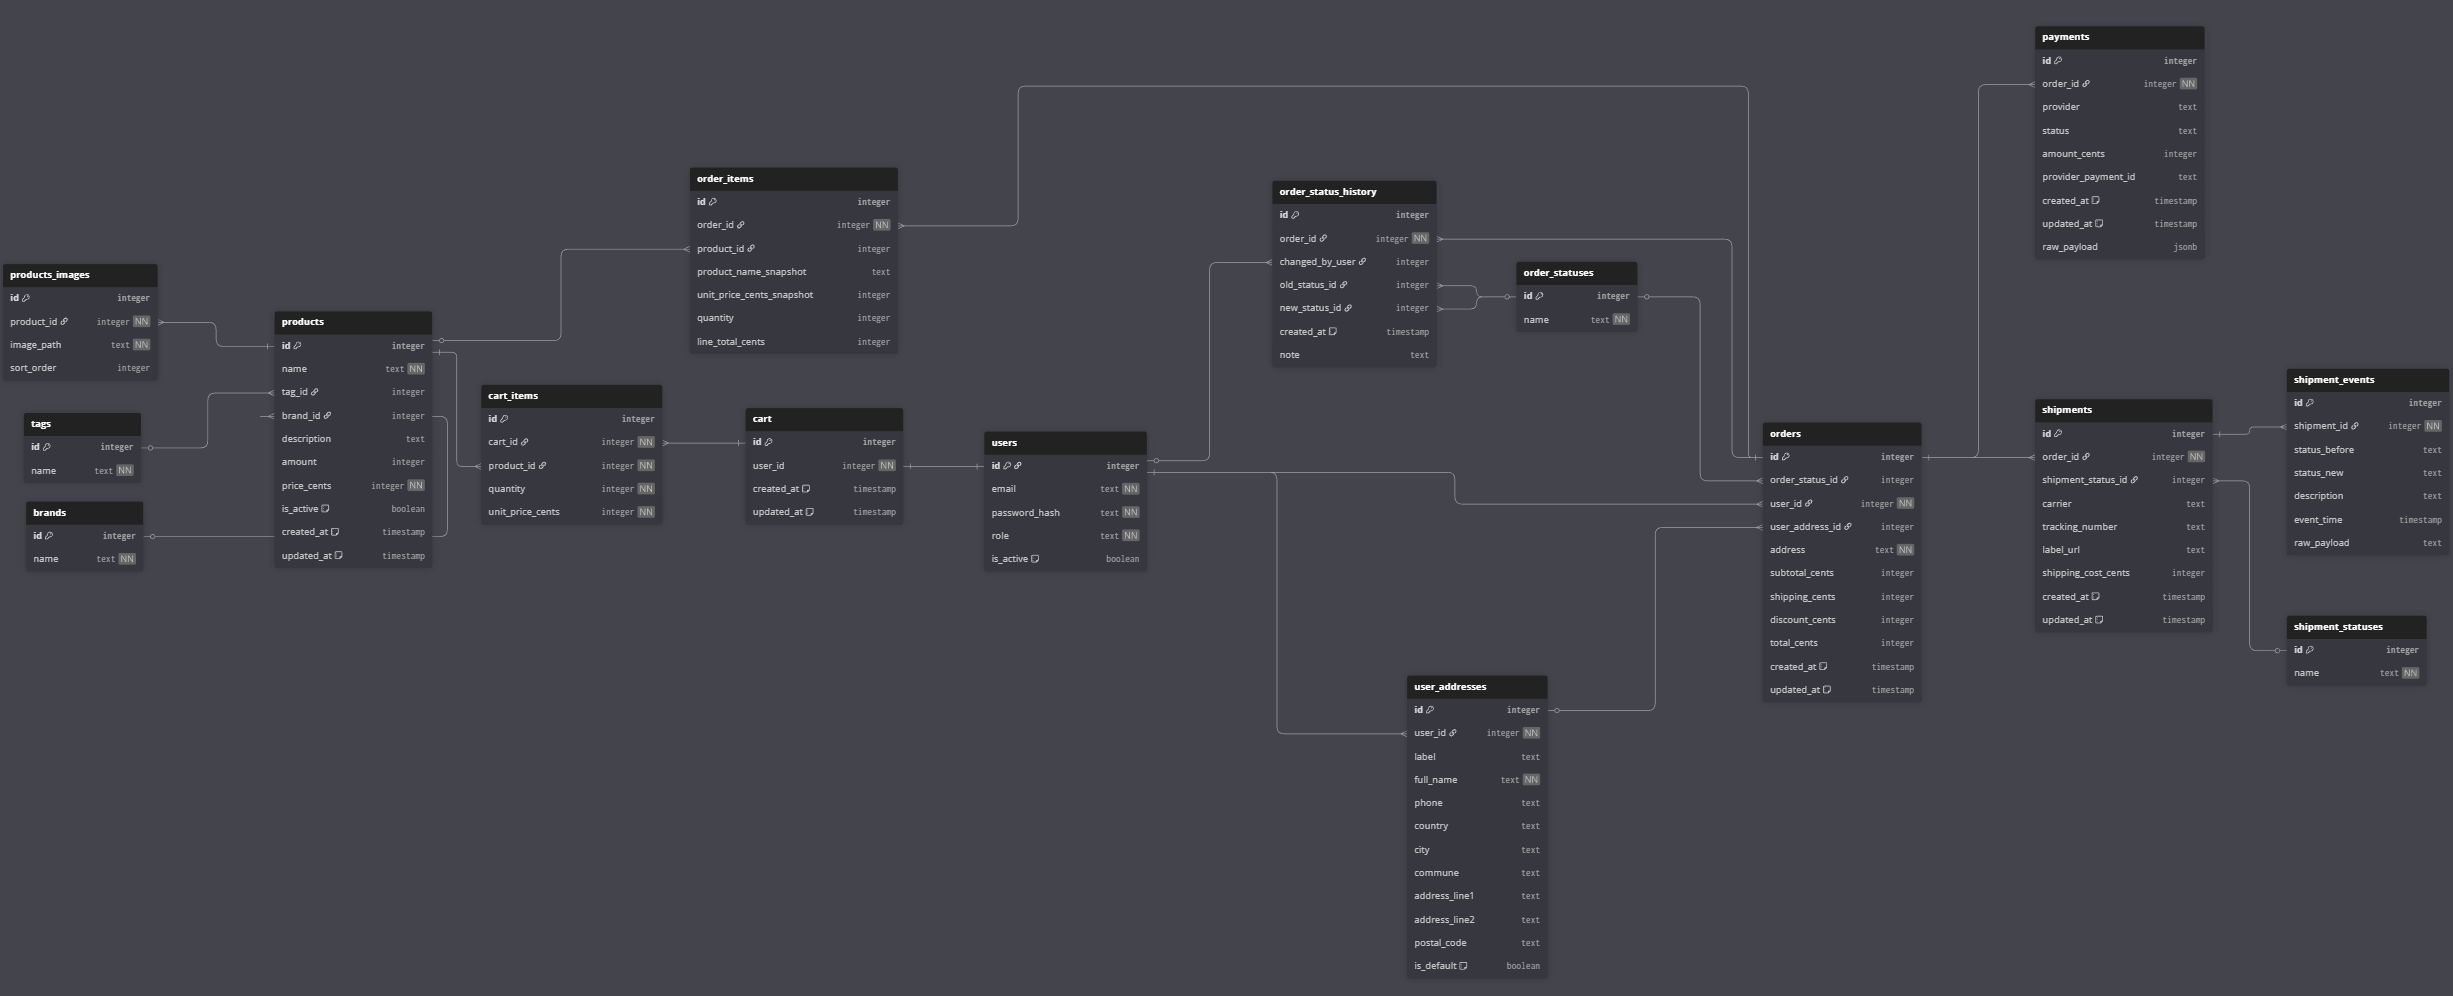 payments
id integer
order_id integer NN
provider text
status text
amount_cents integer
provider_payment_id text
created_at timestamp
updated_at timestamp
raw_payload jsonb
order_items
id integer
order_id integer NN
product_id integer
product_name_snapshot text
unit_price_cents_snapshot integer
quantity integer
line_total_cents integer
order_status_history
id integer
order_id integer NN
changed_by_user integer
old_status_id integer
new_status_id integer
created_at timestamp
note text
order_statuses
id integer
name text NN
products_images
id integer
product_id integer NN
image_path text NN
sort_order integer
products
id integer
name text NN
tag_id integer
brand_id integer
description text
amount integer
price_cents integer NN
is_active boolean
created_at timestamp
updated_at timestamp
tags
id integer
name text NN
brands
id integer
name text NN
cart_items
id integer
cart_id integer NN
product_id integer NN
quantity integer NN
unit_price_cents integer NN
cart
id integer
user_id integer NN
created_at timestamp
updated_at timestamp
users
id integer
email text NN
password_hash text NN
role text NN
is_active boolean
orders
id integer
order_status_id integer
user_id integer NN
user_address_id integer
address text NN
subtotal_cents integer
shipping_cents integer
discount_cents integer
total_cents integer
created_at timestamp
updated_at timestamp
shipments
id integer
order_id integer NN
shipment_status_id integer
carrier text
tracking_number text
label_url text
shipping_cost_cents integer
created_at timestamp
updated_at timestamp
shipment_events
id integer
shipment_id integer NN
status_before text
status_new text
description text
event_time timestamp
raw_payload text
shipment_statuses
id integer
name text NN
user_addresses
id integer
user_id integer NN
label text
full_name text NN
phone text
country text
city text
commune text
address_line1 text
address_line2 text
postal_code text
is_default boolean